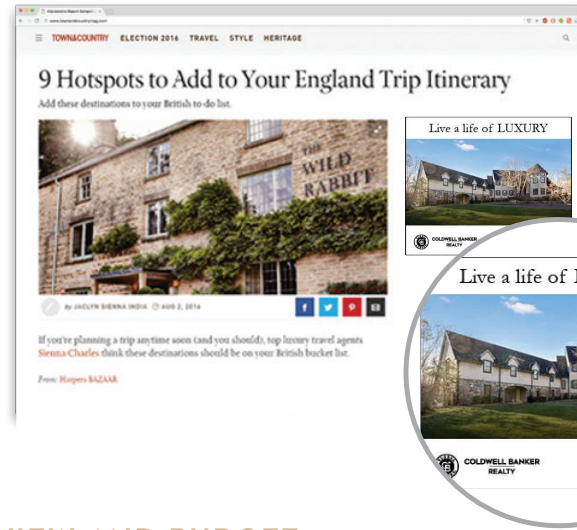 www.townandcountrymag.com
TOWN&COUNTRY ELECTION 2016 TRAVEL STYLE HERITAGE
9 Hotspots to Add to Your England Trip Itinerary
Add these destinations to your British to-do list.
THE
WILD
RABBIT
by JACLYN SIENNA INDIA AUG 2, 2016
If you're planning a trip anytime soon (and you should), top luxury travel agents
Sienna Charles think these destinations should be on your British bucket list.
From: Harpers BAZAAR
Live a life of LUXURY
COLDWELL BANKER
REALTY
Live a life of
COLDWELL BANKER
REALTY